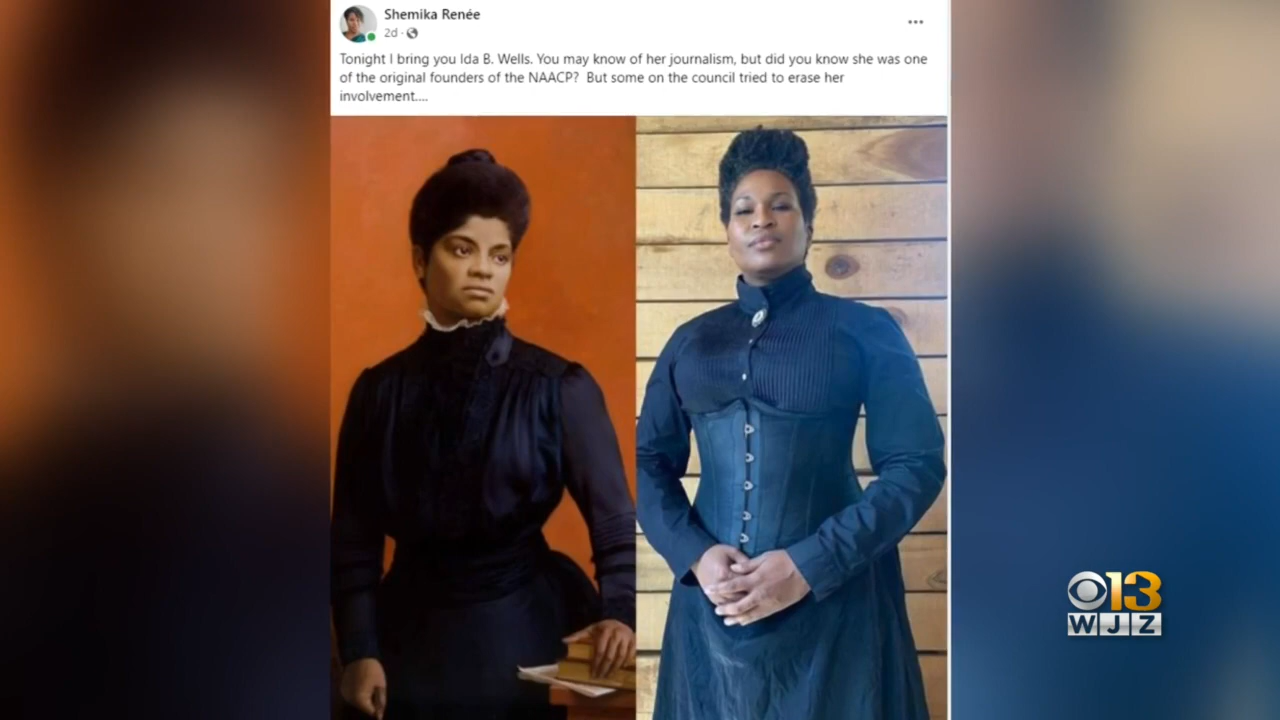 Shemika Renée
2d ·
Tonight I bring you Ida B. Wells. You may know of her journalism, but did you know she was one
of the original founders of the NAACP? But some on the council tried to erase her
involvement....
13
WJZ